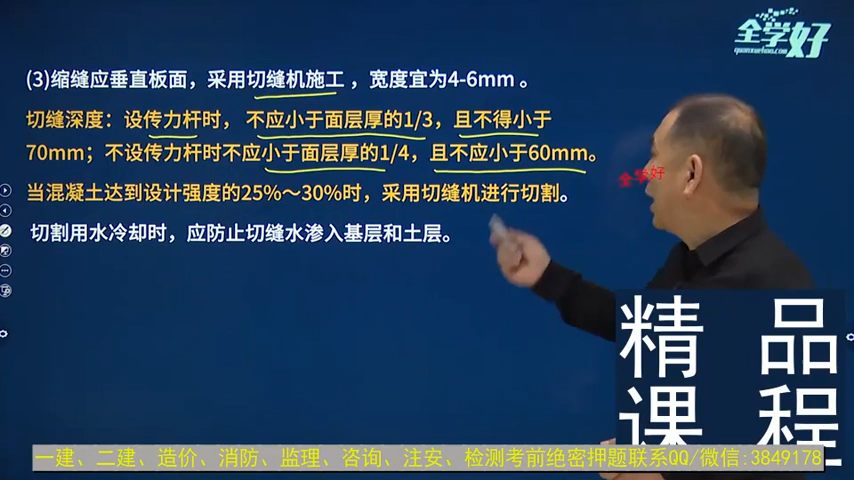 全学好
quanxuehao.com
(3)缩缝应垂直板面，采用切缝机施工，宽度宜为4-6mm。
切缝深度：设传力杆时， 不应小于面层厚的1/3，且不得小于
70mm；不设传力杆时不应小于面层厚的1/4，且不应小于60mm。
全学好
当混凝土达到设计强度的25%～30%时，采用切缝机进行切割。
切割用水冷却时，应防止切缝水渗入基层和土层。
精 品
课 程
一建、二建、造价、消防、监理、咨询、注安、检测考前绝密押题联系QQ/微信:3849178